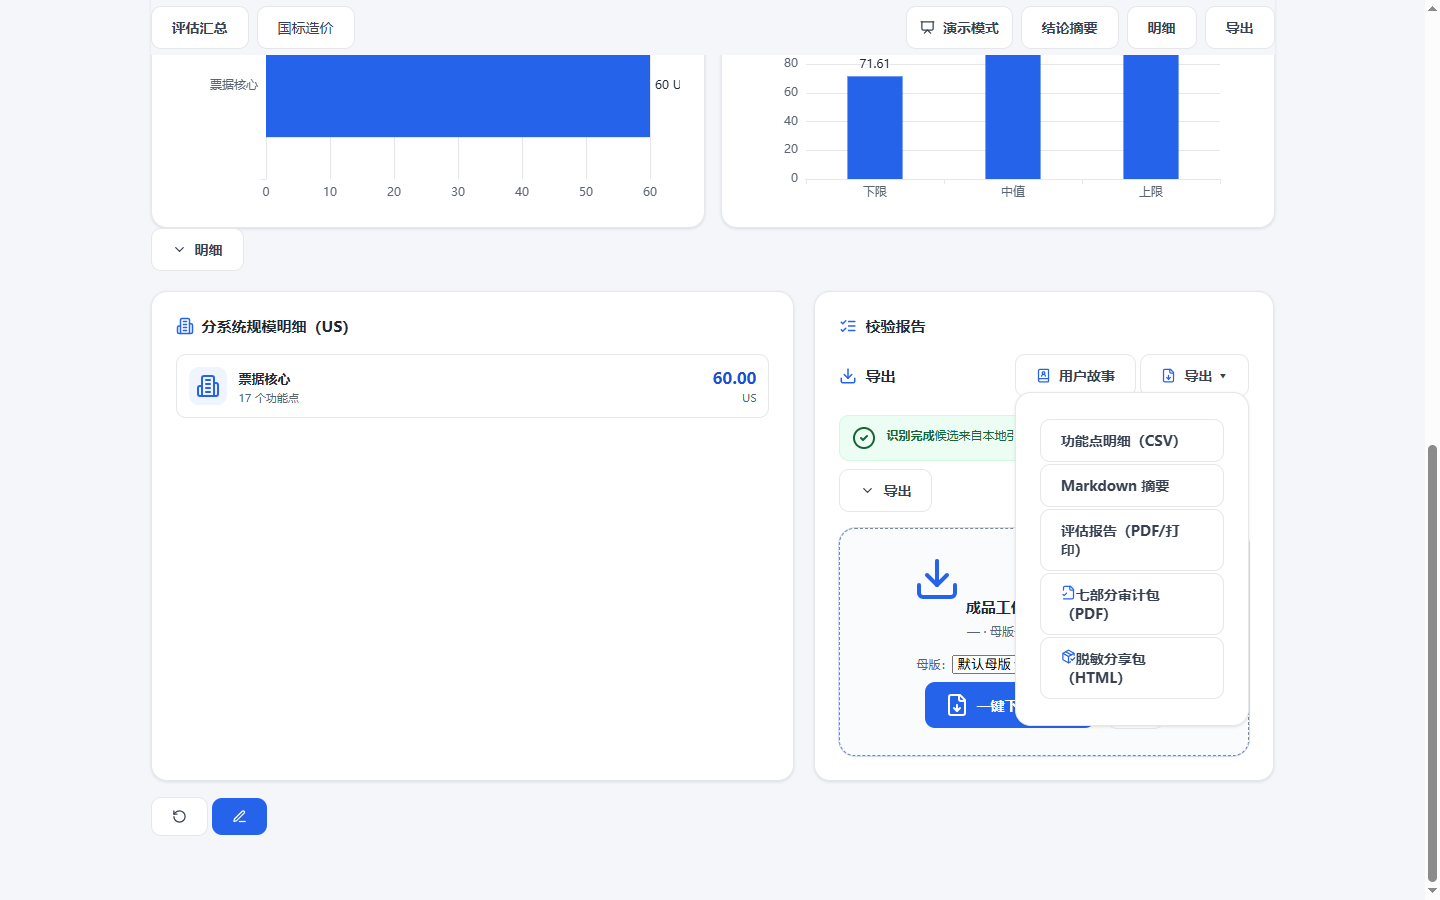 评估汇总
国标造价
演示模式
结论摘要
明细
导出
票据核心
60 U
0
10
20
30
40
50
60
80
60
40
20
0
71.61
下限
中值
上限
明细
分系统规模明细（US）
票据核心
17 个功能点
60.00
US
校验报告
导出
用户故事
导出
识别完成候选来自本地引
导出
功能点明细（CSV）
Markdown 摘要
评估报告（PDF/打
印）
七部分审计包
（PDF）
脱敏分享包
（HTML）
成品工
— · 母版
母版：
默认母版
一键下